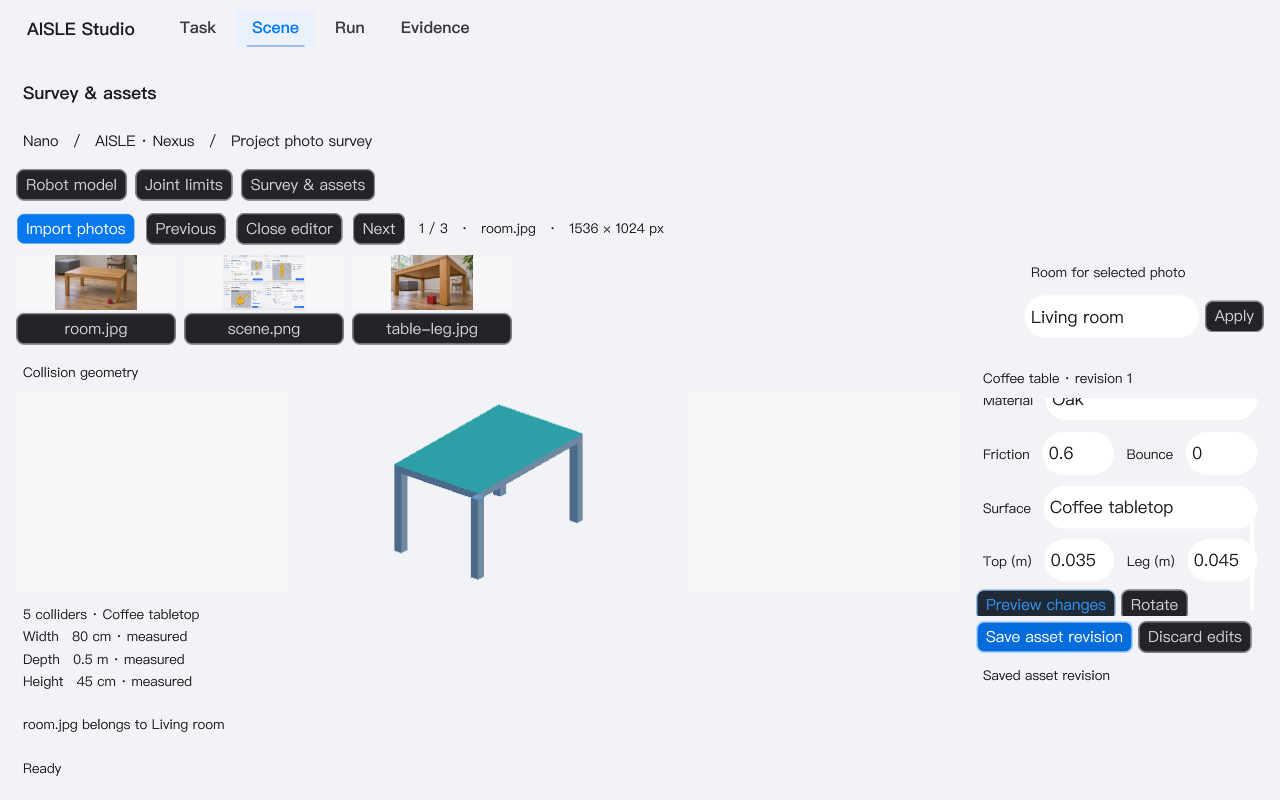 AISLE Studio Task Scene Run Evidence
Survey & assets
Nano / AISLE · Nexus / Project photo survey
Robot model Joint limits Survey & assets
Import photos Previous Close editor Next 1 / 3 · room.jpg · 1536 × 1024 px
Room for selected photo
Living room Apply
room.jpg scene.png table-leg.jpg
Collision geometry
Coffee table · revision 1
Material Oak
Friction 0.6 Bounce 0
Surface Coffee tabletop
Top (m) 0.035 Leg (m) 0.045
Preview changes Rotate
Save asset revision Discard edits
Saved asset revision
5 colliders · Coffee tabletop
Width 80 cm · measured
Depth 0.5 m · measured
Height 45 cm · measured
room.jpg belongs to Living room
Ready